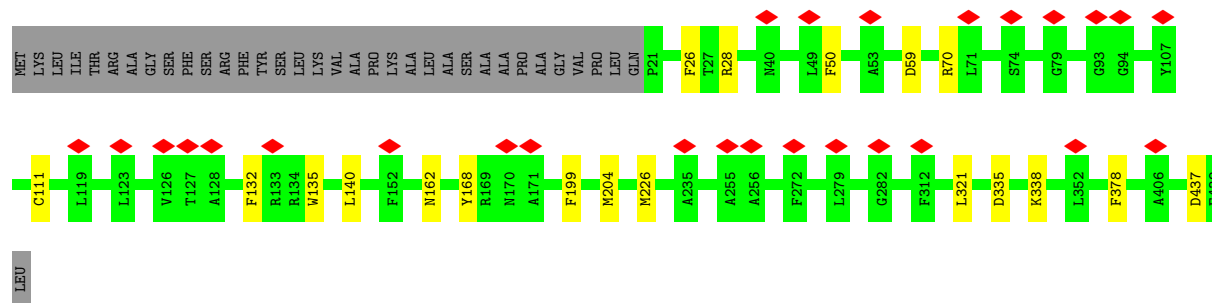 MET LYS LEU ILE THR ARG ALA GLY SER PHE SER ARG PHE TYR SER LEU LYS VAL ALA PRO LYS ALA LEU ALA SER ALA ALA PRO ALA GLY VAL PRO LEU GLN P21 F26 T27 R28 N40 L49 F50 A53 D59 R70 L71 S74 G79 G93 G94 Y107
C111 L119 L123 V126 T127 A128 F132 R133 R134 W135 L140 F152 N162 Y168 R169 N170 A171 F199 M204 M226 A235 A255 A256 F272 L279 G282 F312 L321 D335 K338 L352 F378 A406 D437
LEU